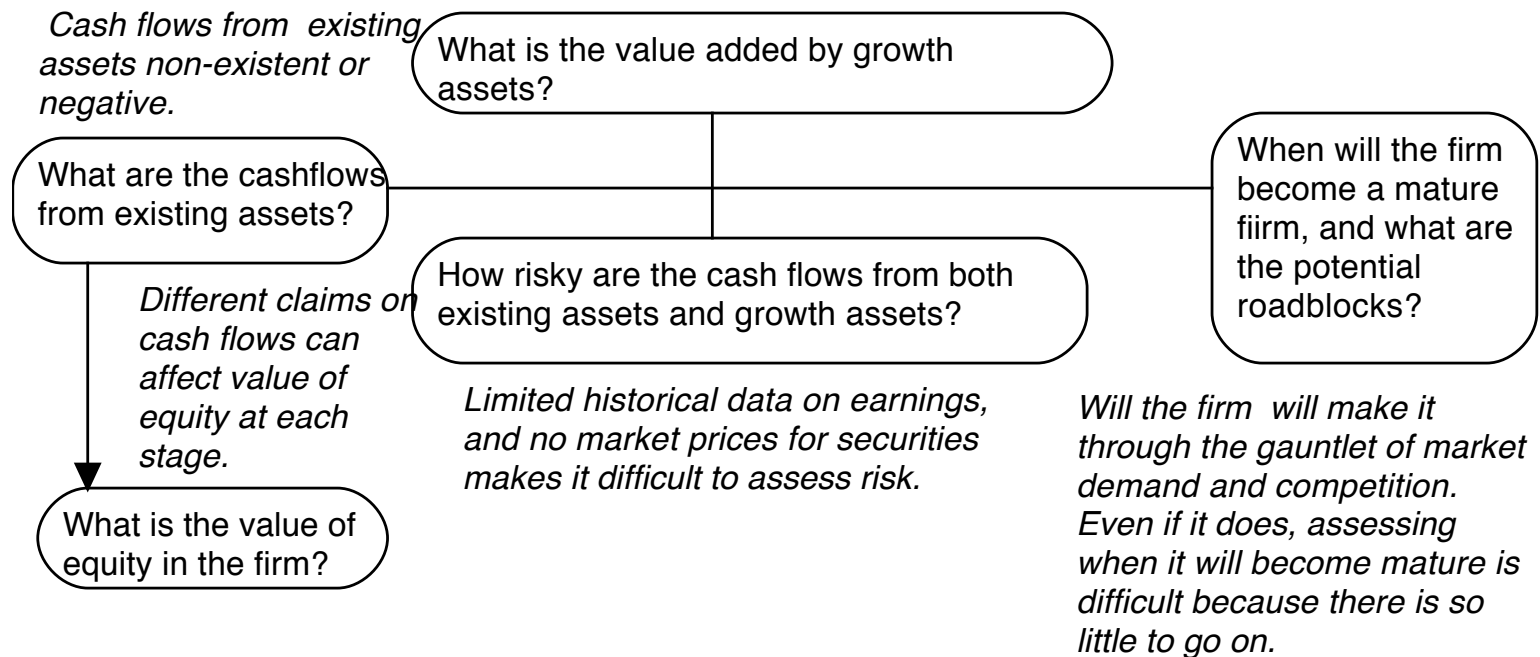 Cash flows from existing
assets non-existent or
negative.
What is the value added by growth
assets?
What are the cashflows
from existing assets?
When will the firm
become a mature
fiirm, and what are
the potential
roadblocks?
How risky are the cash flows from both
existing assets and growth assets?
Different claims on
cash flows can
affect value of
equity at each
stage.
Limited historical data on earnings,
and no market prices for securities
makes it difficult to assess risk.
Will the firm will make it
through the gauntlet of market
demand and competition.
Even if it does, assessing
when it will become mature is
difficult because there is so
little to go on.
What is the value of
equity in the firm?